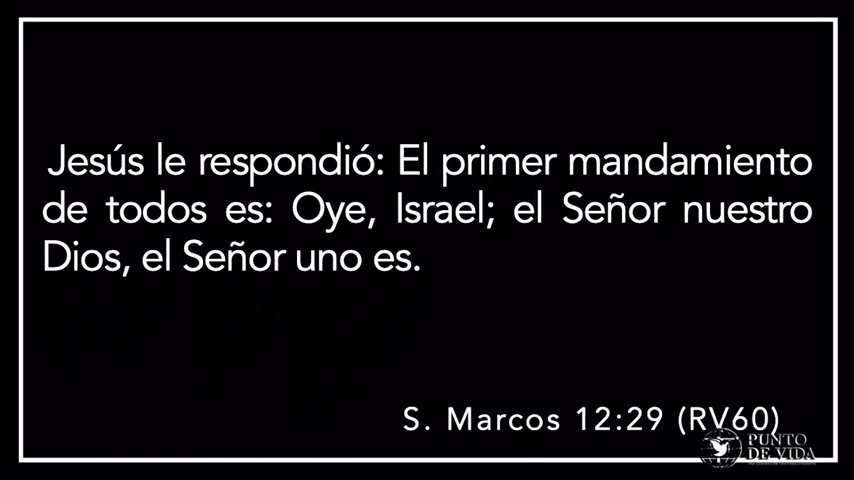 Jesús le respondió: El primer mandamiento
de todos es: Oye, Israel; el Señor nuestro
Dios, el Señor uno es.
S. Marcos 12:29 (RV60)
PUNTO
DE VIDA